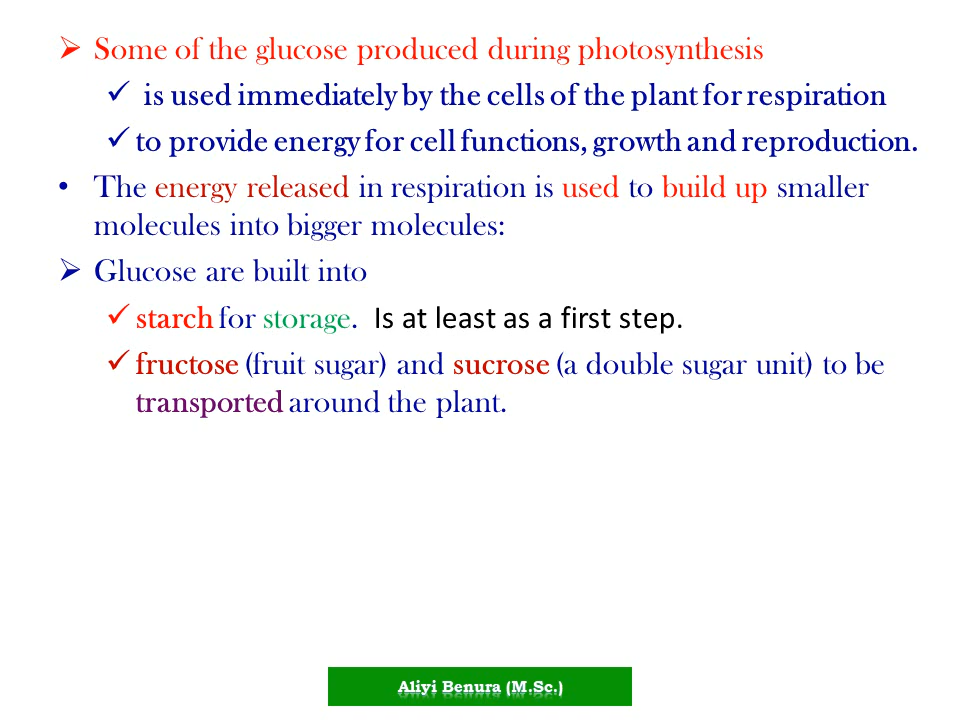 ➢ Some of the glucose produced during photosynthesis
✓ is used immediately by the cells of the plant for respiration
✓ to provide energy for cell functions, growth and reproduction.
• The energy released in respiration is used to build up smaller
molecules into bigger molecules:
➢ Glucose are built into
✓ starch for storage. Is at least as a first step.
✓ fructose (fruit sugar) and sucrose (a double sugar unit) to be
transported around the plant.
Aliyi Benura (M.Sc.)